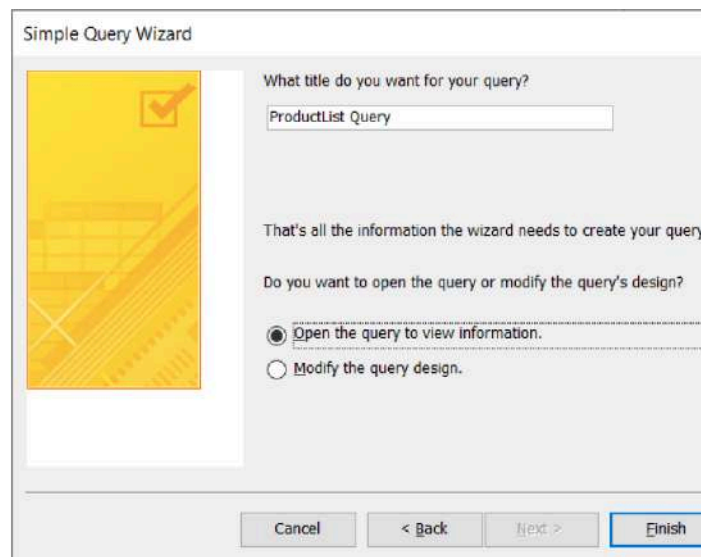 Simple Query Wizard
What title do you want for your query?
ProductList Query
That's all the information the wizard needs to create your query
Do you want to open the query or modify the query's design?
Open the query to view information.
Modify the query design.
Cancel
< Back
Next >
Finish